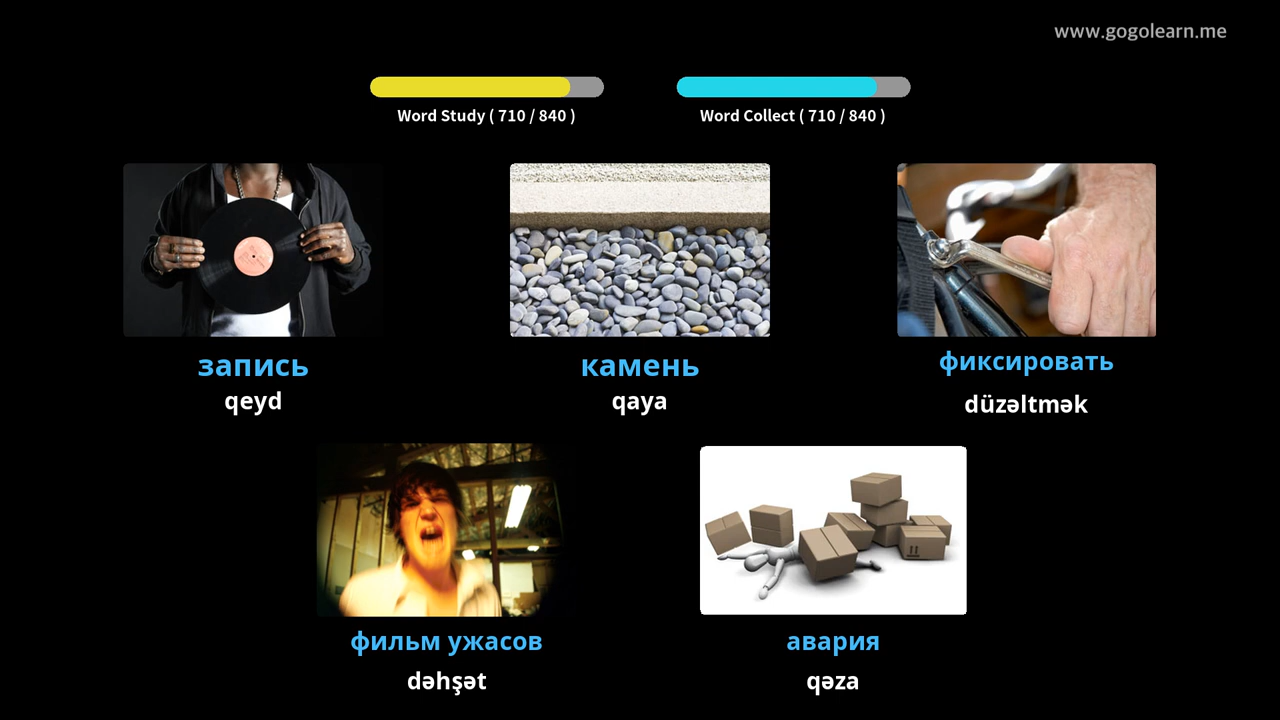 www.gogolearn.me
Word Study ( 710 / 840 )
Word Collect ( 710 / 840 )
запись
qeyd
камень
qaya
фиксировать
düzəltmək
фильм ужасов
dəhşət
авария
qəza